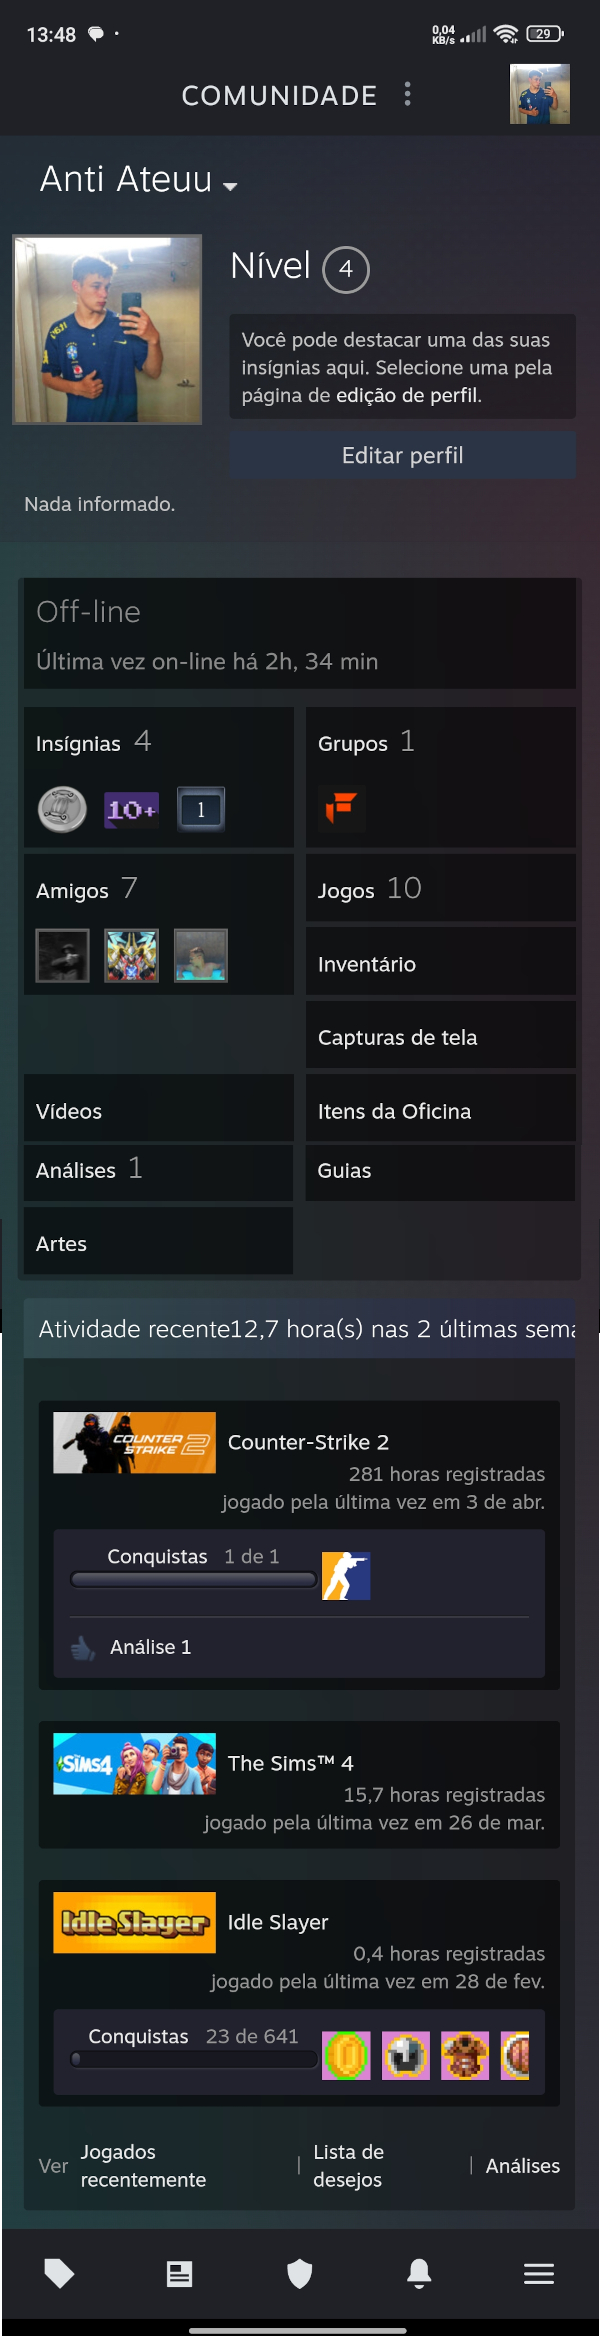 13:48
0,04
KB/s
29
COMUNIDADE
Anti Ateuu
Nível 4
Você pode destacar uma das suas
insígnias aqui. Selecione uma pela
página de edição de perfil.
Editar perfil
Nada informado.
Off-line
Última vez on-line há 2h, 34 min
Insígnias 4
Grupos 1
10+
1
Amigos 7
Jogos 10
Inventário
Capturas de tela
Vídeos
Itens da Oficina
Análises 1
Guias
Artes
Atividade recente12,7 hora(s) nas 2 últimas sema
COUNTER
STRIKE 2
Counter-Strike 2
281 horas registradas
jogado pela última vez em 3 de abr.
Conquistas 1 de 1
Análise 1
THE SIMS 4
The Sims™ 4
15,7 horas registradas
jogado pela última vez em 26 de mar.
Idle Slayer
Idle Slayer
0,4 horas registradas
jogado pela última vez em 28 de fev.
Conquistas 23 de 641
Ver
Jogados
recentemente
|
Lista de
desejos
|
Análises